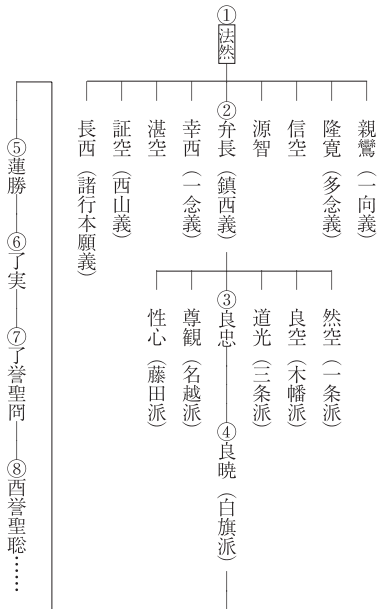 ①法然
親鸞（一向義）
隆寛（多念義）
信空
源智
②弁長（鎮西義）
幸西（一念義）
湛空
証空（西山義）
長西（諸行本願義）
然空（一条派）
良空（木幡派）
道光（三条派）
③良忠
尊観（名越派）
性心（藤田派）
④良暁（白旗派）
⑤蓮勝
⑥了実
⑦了誉聖冏
⑧酉誉聖聡……